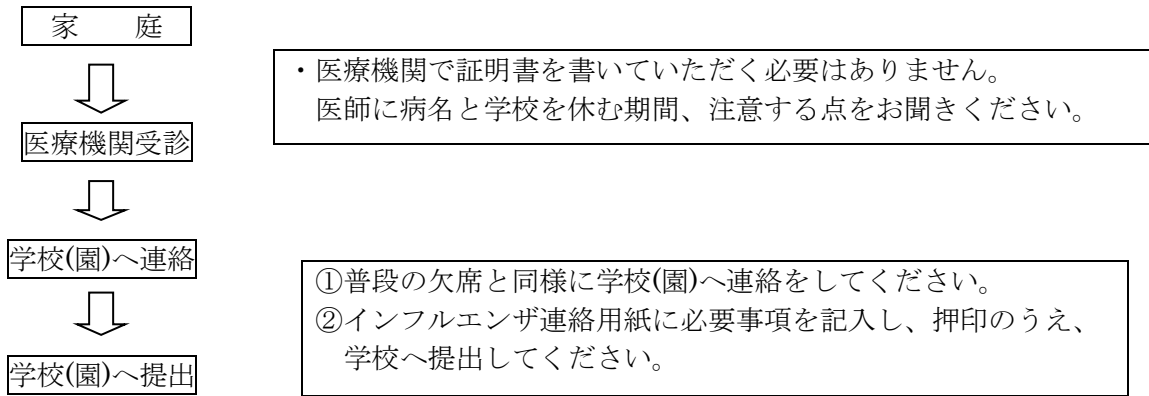 家　　庭
・医療機関で証明書を書いていただく必要はありません。
医師に病名と学校を休む期間、注意する点をお聞きください。
医療機関受診
学校(園)へ連絡
①普段の欠席と同様に学校(園)へ連絡をしてください。
②インフルエンザ連絡用紙に必要事項を記入し、押印のうえ、
学校へ提出してください。
学校(園)へ提出